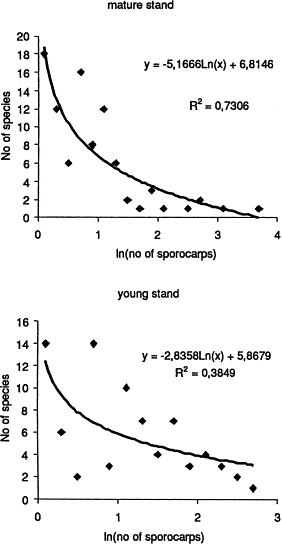 mature stand
No of species
20
18
16
14
12
10
8
6
4
2
0
y = -5,1666Ln(x) + 6,8146
R² = 0,7306
0 1 2 3 4
ln(no of sporocarps)
young stand
No of species
16
14
12
10
8
6
4
2
0
y = -2,8358Ln(x) + 5,8679
R² = 0,3849
0 1 2 3
ln(no of sporocarps)